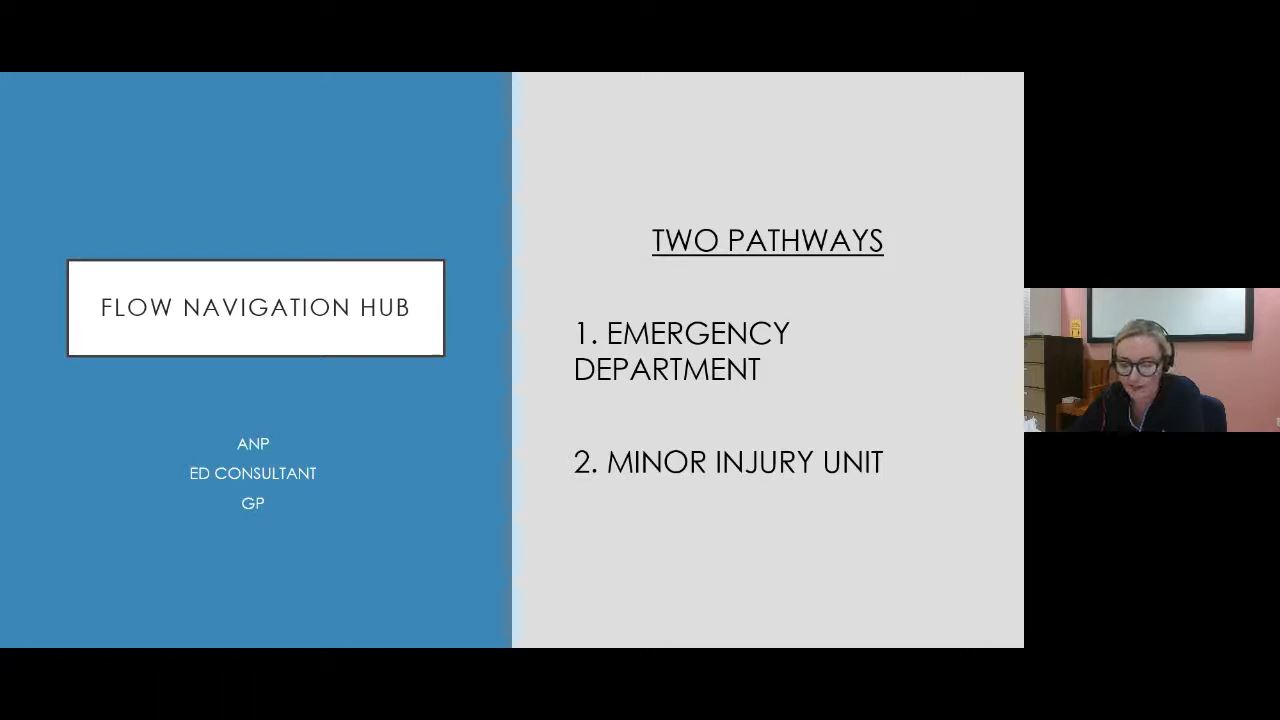 FLOW NAVIGATION HUB
ANP
ED CONSULTANT
GP
TWO PATHWAYS
1. EMERGENCY
DEPARTMENT
2. MINOR INJURY UNIT